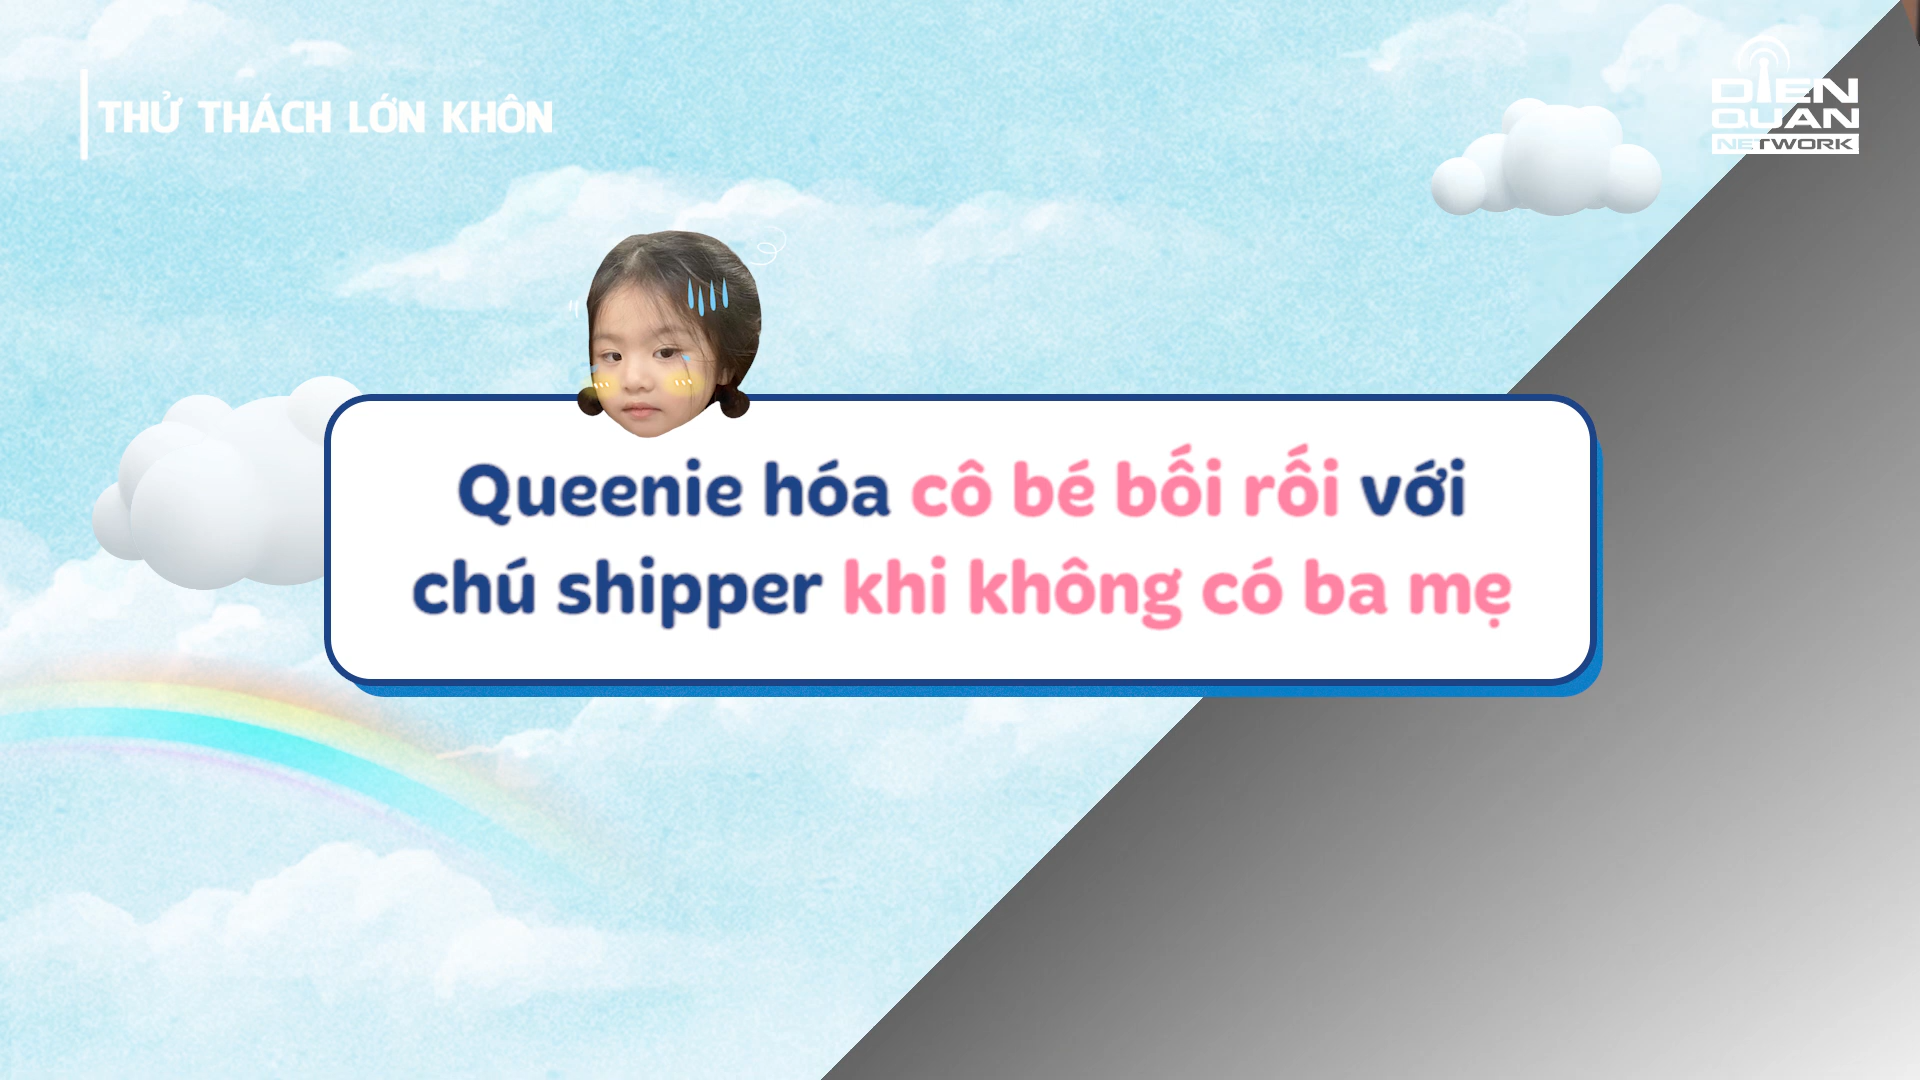 THỬ THÁCH LỚN KHÔN
DIEN
QUAN
NETWORK
Queenie hóa cô bé bối rối với
chú shipper khi không có ba mẹ